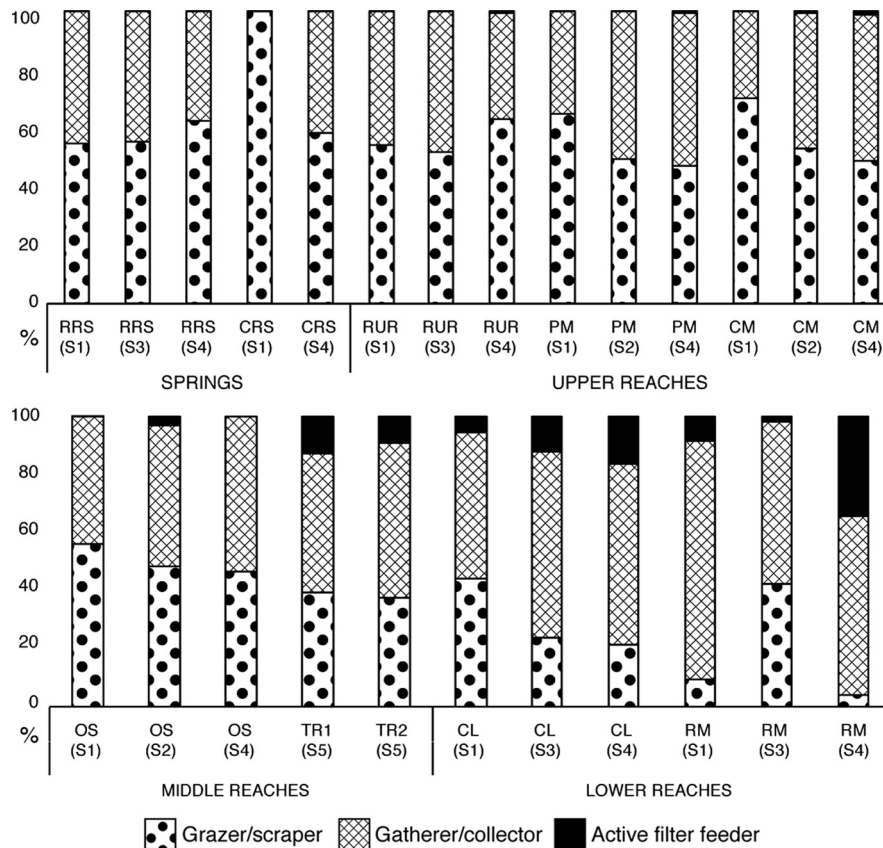 100
80
60
40
20
0
%
RRS RRS RRS CRS CRS RUR RUR RUR PM PM PM CM CM CM
(S1) (S3) (S4) (S1) (S4) (S1) (S3) (S4) (S1) (S2) (S4) (S1) (S2) (S4)
SPRINGS UPPER REACHES
100
80
60
40
20
0
%
OS OS OS TR1 TR2 CL CL CL RM RM RM
(S1) (S2) (S4) (S5) (S5) (S1) (S3) (S4) (S1) (S3) (S4)
MIDDLE REACHES LOWER REACHES
Grazer/scraper Gatherer/collector Active filter feeder